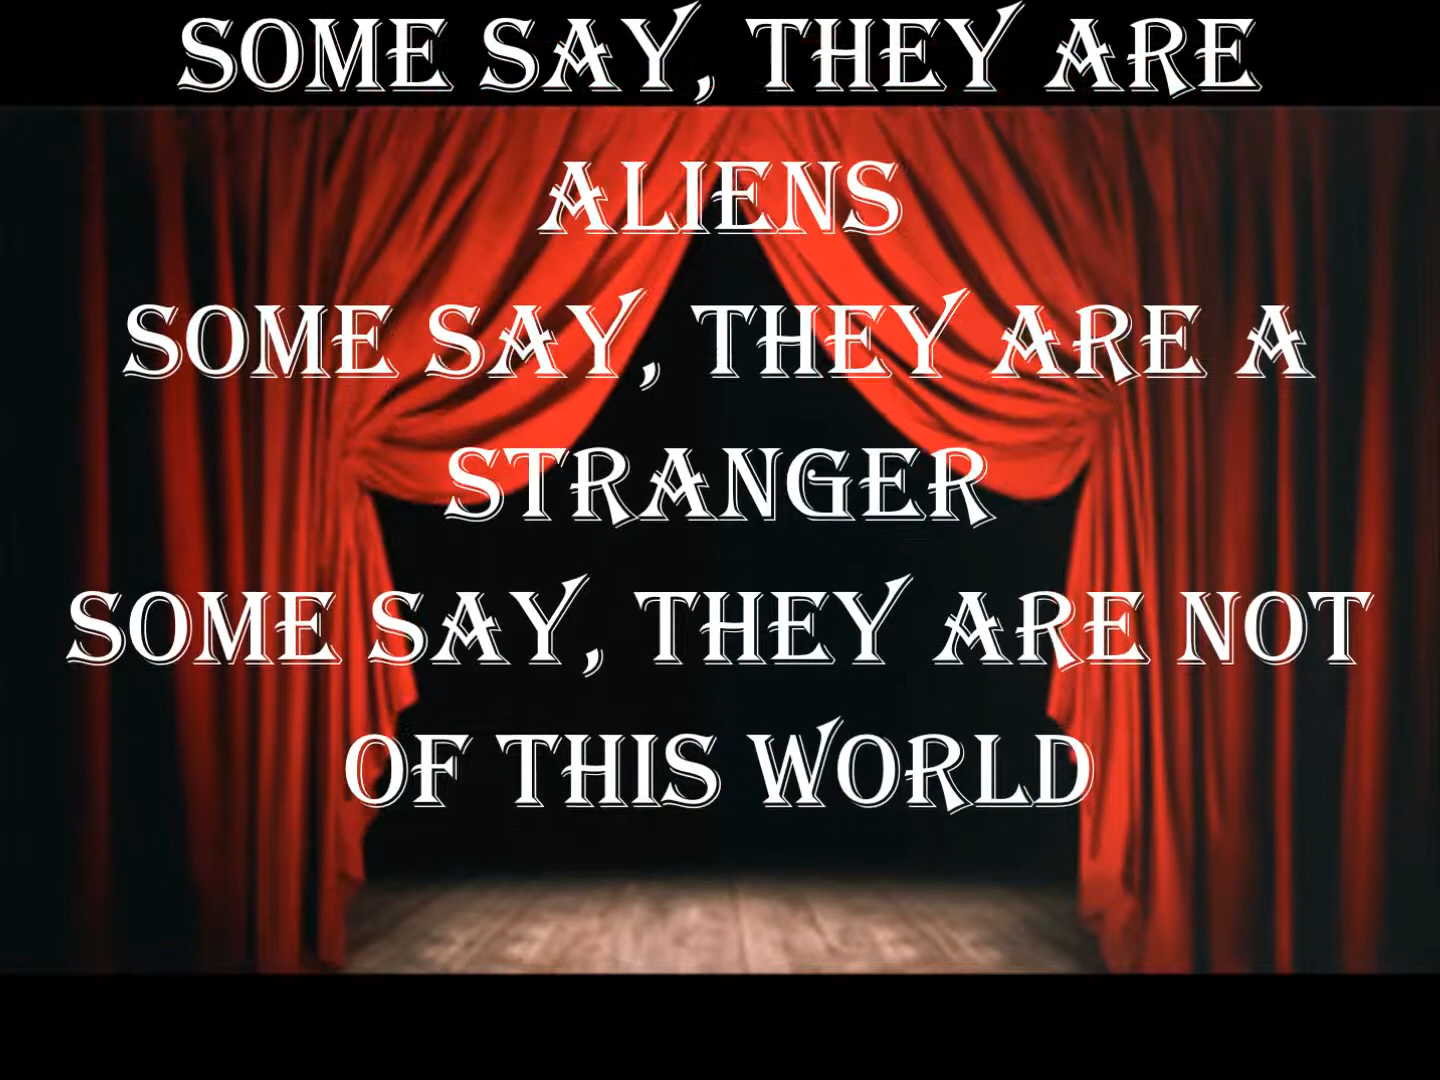 SOME SAY, THEY ARE
ALIENS
SOME SAY, THEY ARE A
STRANGER
SOME SAY, THEY ARE NOT
OF THIS WORLD